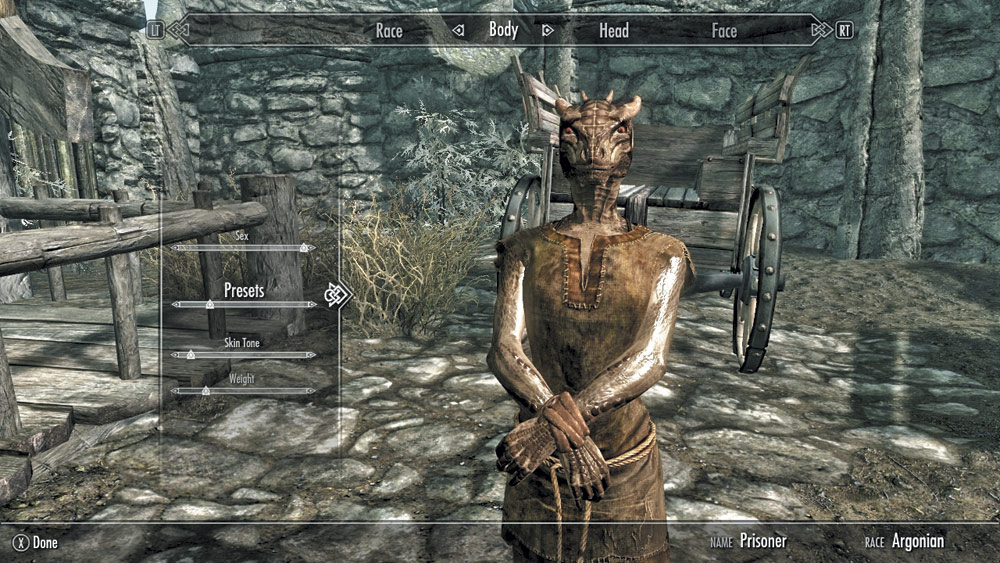 LT Race Body Head Face RT
Sex
Presets
Skin Tone
Weight
X Done NAME Prisoner RACE Argonian